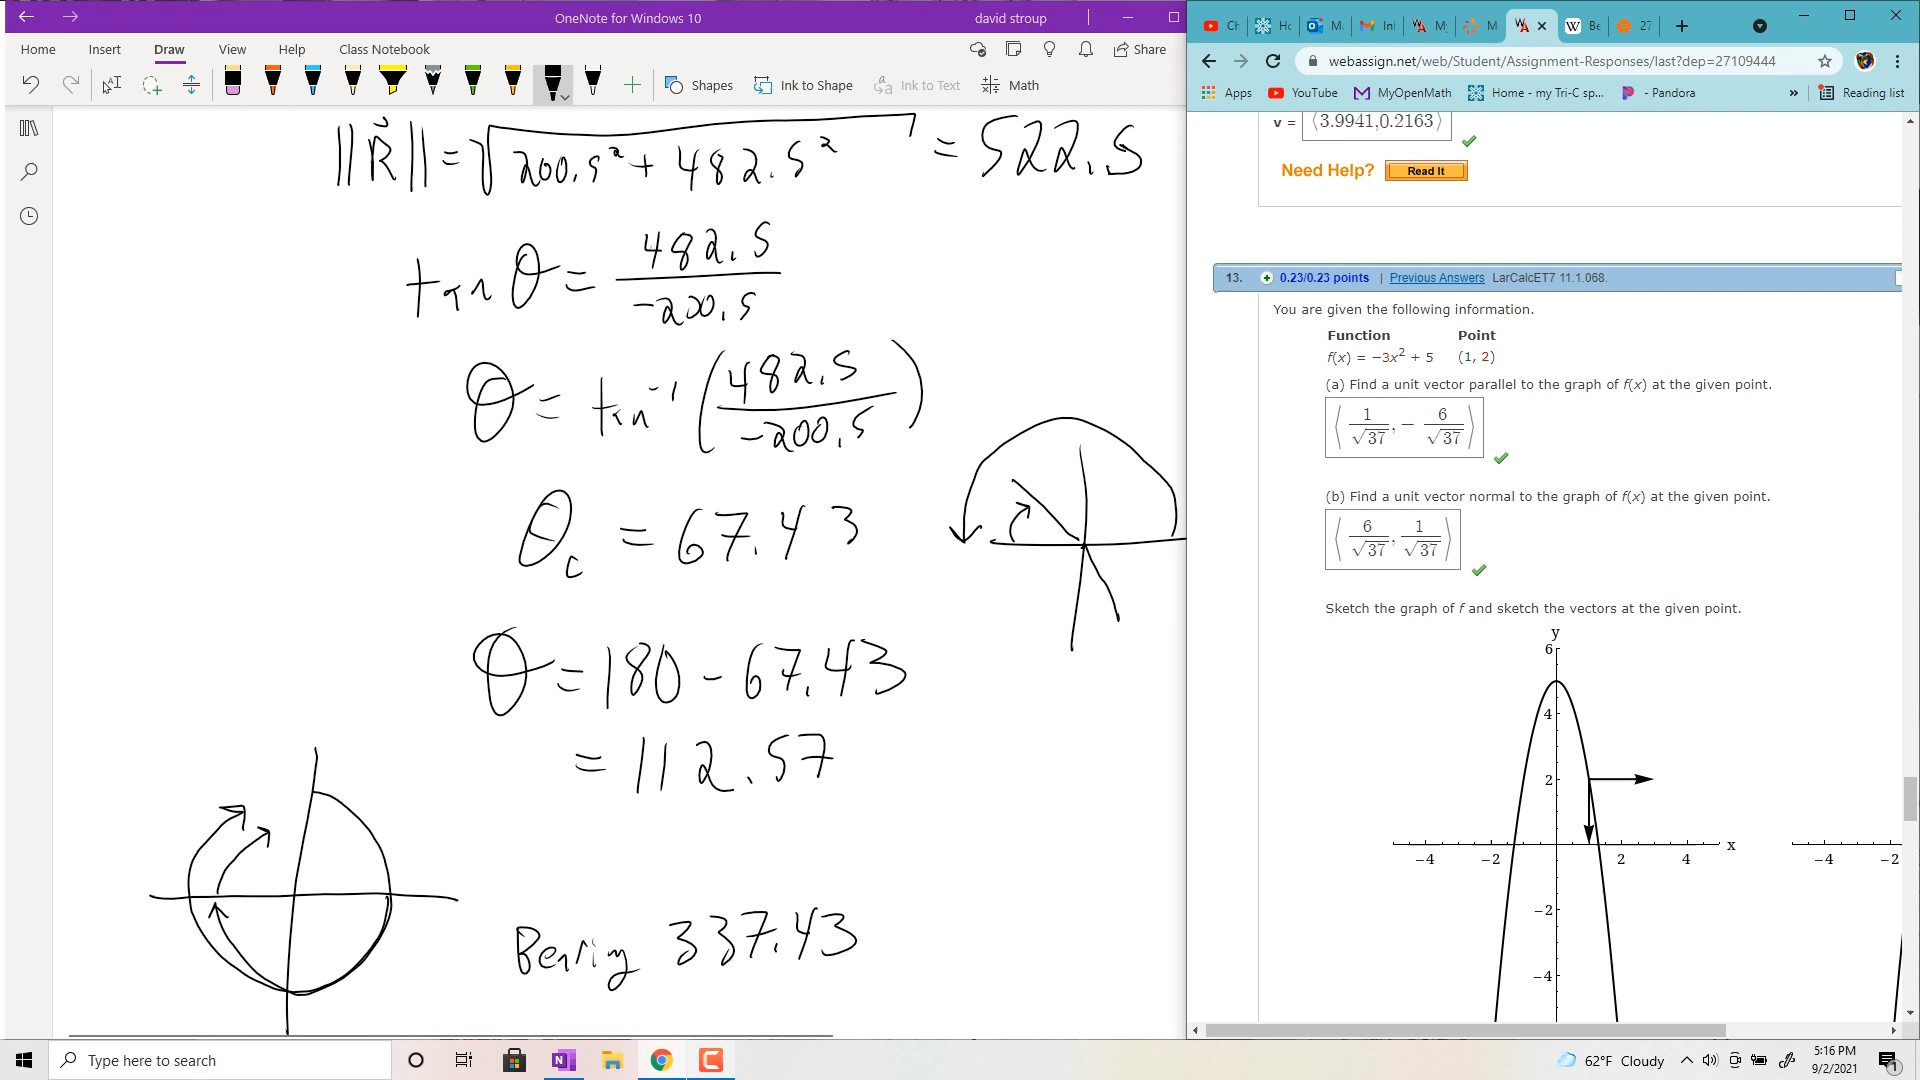 OneNote for Windows 10
david stroup
Home Insert Draw View Help Class Notebook
Share
Shapes Ink to Shape Ink to Text Math
||R⃗|| = √200.5² + 482.5² = 522.5
tan θ = 482.5 / -200.5
θ = tan⁻¹ (482.5 / -200.5)
θc = 67.43
θ = 180 - 67.43
= 112.57
Bearing 337.43
Ch Ho M Inl M M Be 27
webassign.net/web/Student/Assignment-Responses/last?dep=27109444
Apps YouTube MyOpenMath Home - my Tri-C sp... - Pandora » Reading list
v = ⟨3.9941,0.2163⟩
Need Help? Read It
13. 0.23/0.23 points | Previous Answers LarCalcET7 11.1.068.
You are given the following information.
Function Point
f(x) = −3x² + 5 (1, 2)
(a) Find a unit vector parallel to the graph of f(x) at the given point.
⟨1/√37, − 6/√37⟩
(b) Find a unit vector normal to the graph of f(x) at the given point.
⟨6/√37, 1/√37⟩
Sketch the graph of f and sketch the vectors at the given point.
y
6
4
2
−4 −2 2 4 x −4 −2
−2
−4
Type here to search
62°F Cloudy
5:16 PM
9/2/2021
1